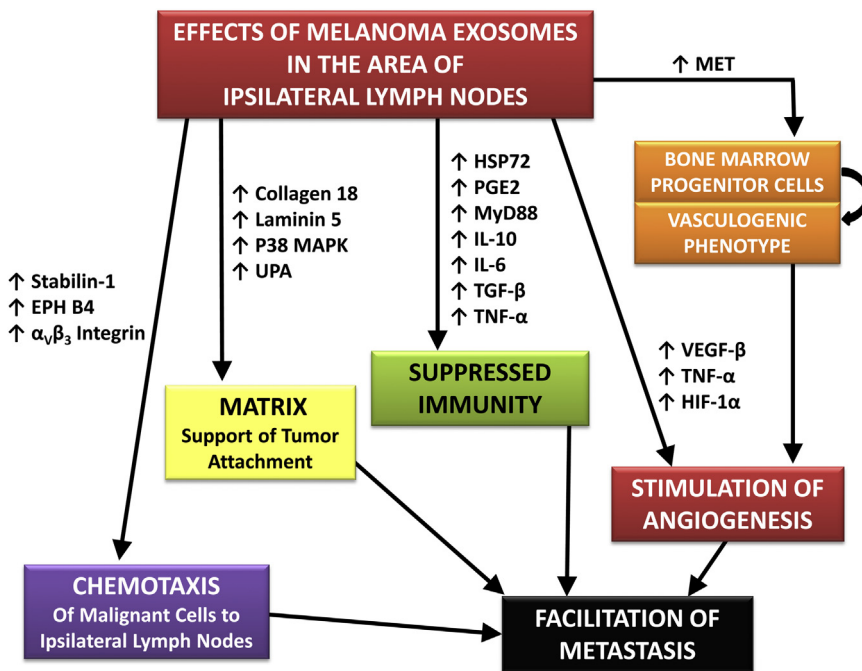 EFFECTS OF MELANOMA EXOSOMES
IN THE AREA OF
IPSILATERAL LYMPH NODES
↑ MET
BONE MARROW
PROGENITOR CELLS
VASCULOGENIC
PHENOTYPE
↑ Stabilin-1
↑ EPH B4
↑ αᵥβ₃ Integrin
↑ Collagen 18
↑ Laminin 5
↑ P38 MAPK
↑ UPA
↑ HSP72
↑ PGE2
↑ MyD88
↑ IL-10
↑ IL-6
↑ TGF-β
↑ TNF-α
↑ VEGF-β
↑ TNF-α
↑ HIF-1α
MATRIX
Support of Tumor
Attachment
SUPPRESSED
IMMUNITY
STIMULATION OF
ANGIOGENESIS
CHEMOTAXIS
Of Malignant Cells to
Ipsilateral Lymph Nodes
FACILITATION OF
METASTASIS